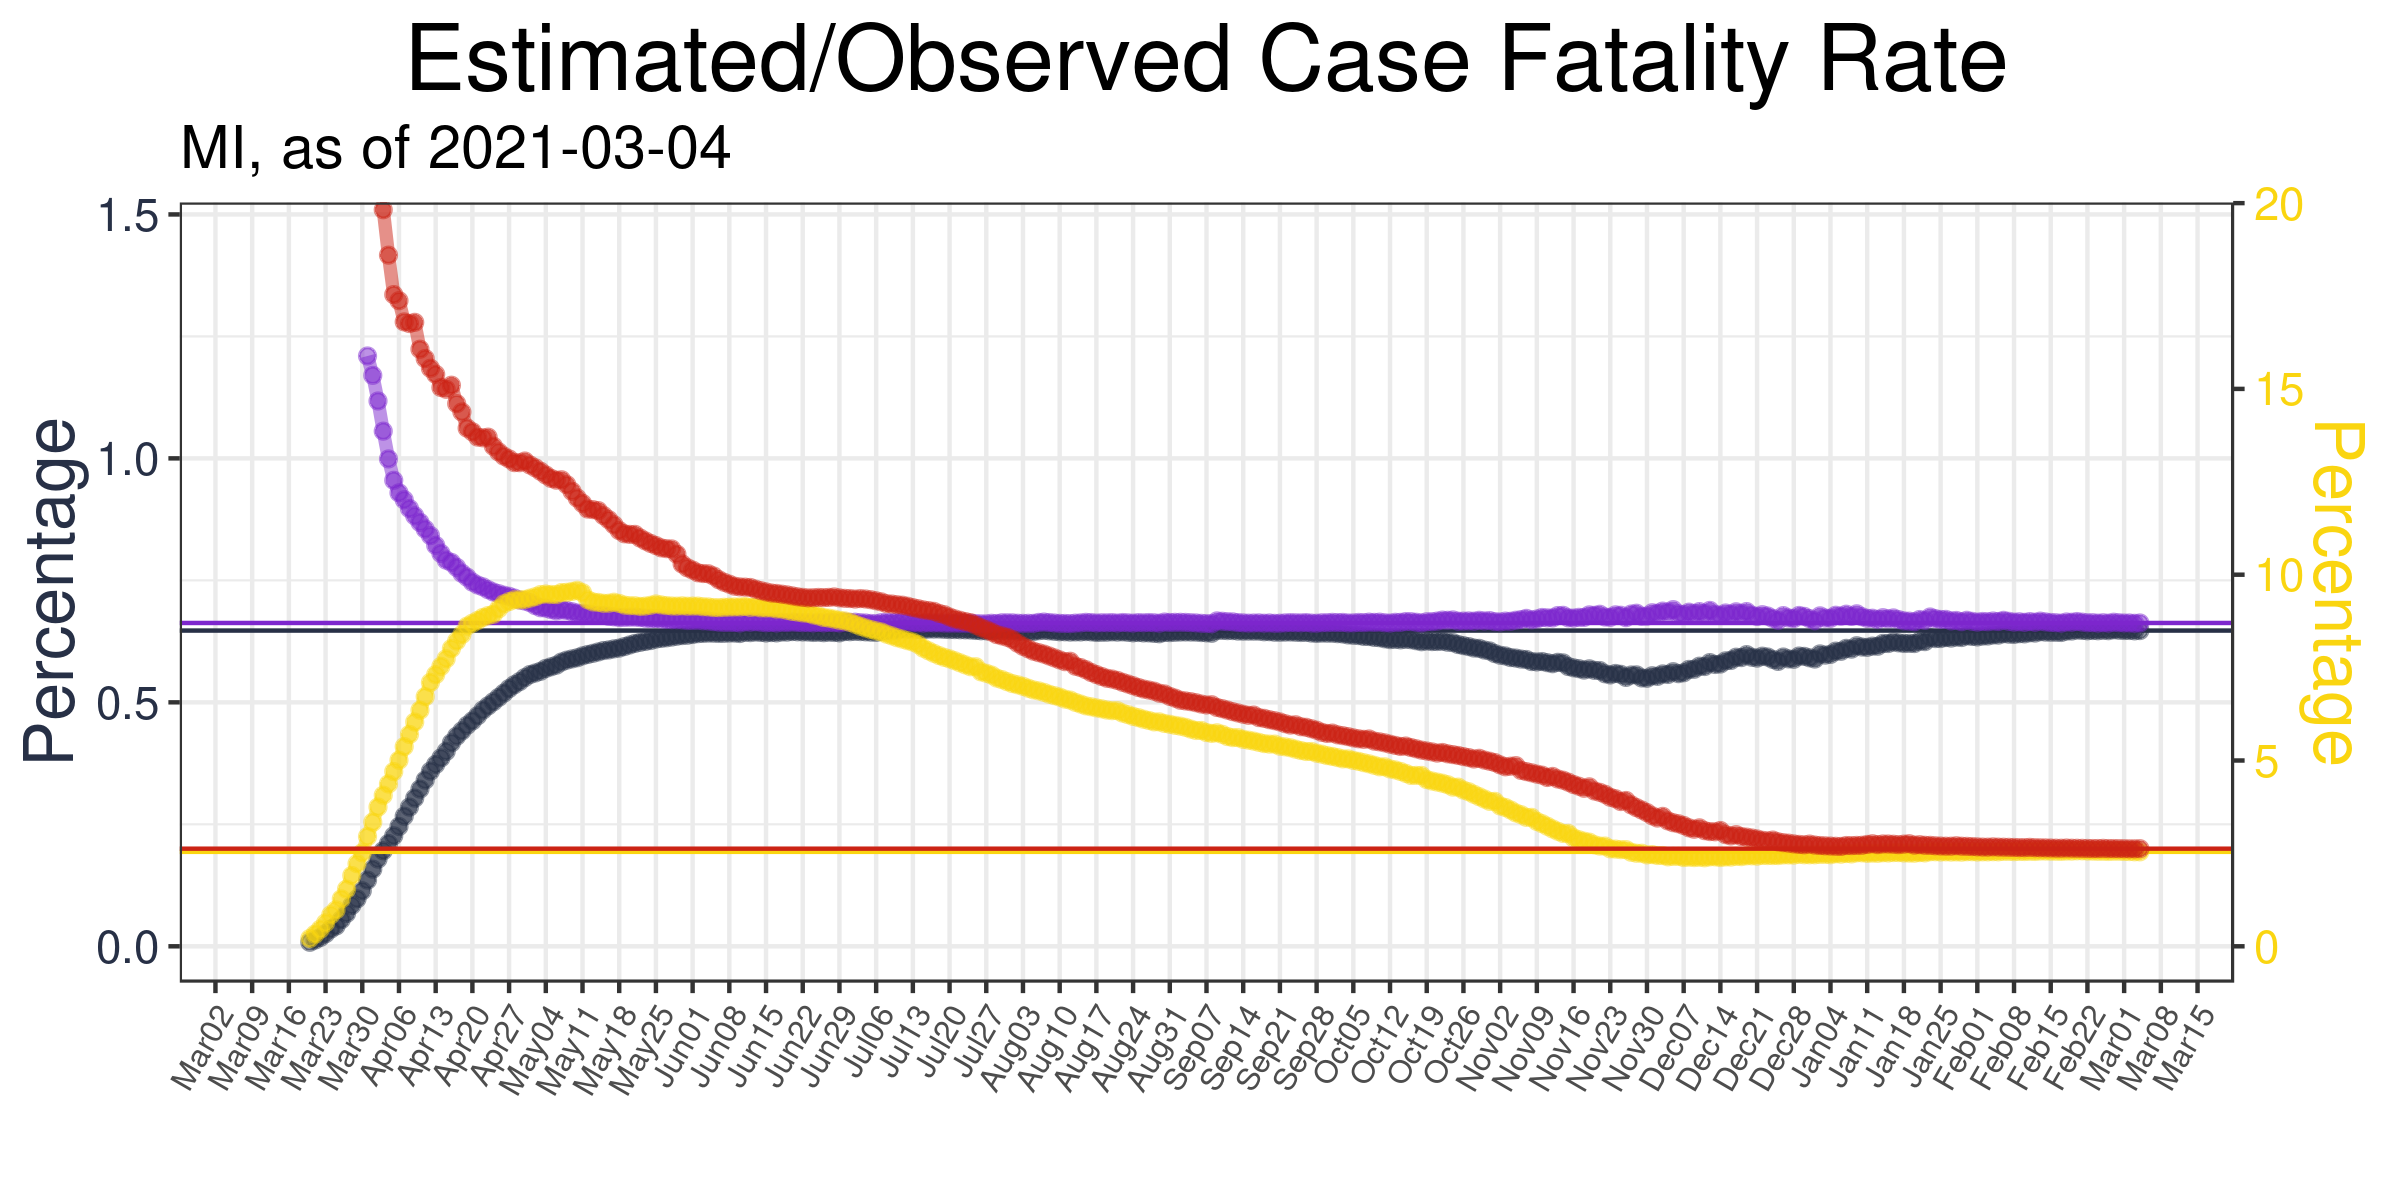 Estimated/Observed Case Fatality Rate
MI, as of 2021-03-04
Percentage
1.5
1.0
0.5
0.0
20
15
10
5
0
Percentage
Mar02
Mar09
Mar16
Mar23
Mar30
Apr06
Apr13
Apr20
Apr27
May04
May11
May18
May25
Jun01
Jun08
Jun15
Jun22
Jun29
Jul06
Jul13
Jul20
Jul27
Aug03
Aug10
Aug17
Aug24
Aug31
Sep07
Sep14
Sep21
Sep28
Oct05
Oct12
Oct19
Oct26
Nov02
Nov09
Nov16
Nov23
Nov30
Dec07
Dec14
Dec21
Dec28
Jan04
Jan11
Jan18
Jan25
Feb01
Feb08
Feb15
Feb22
Mar01
Mar08
Mar15